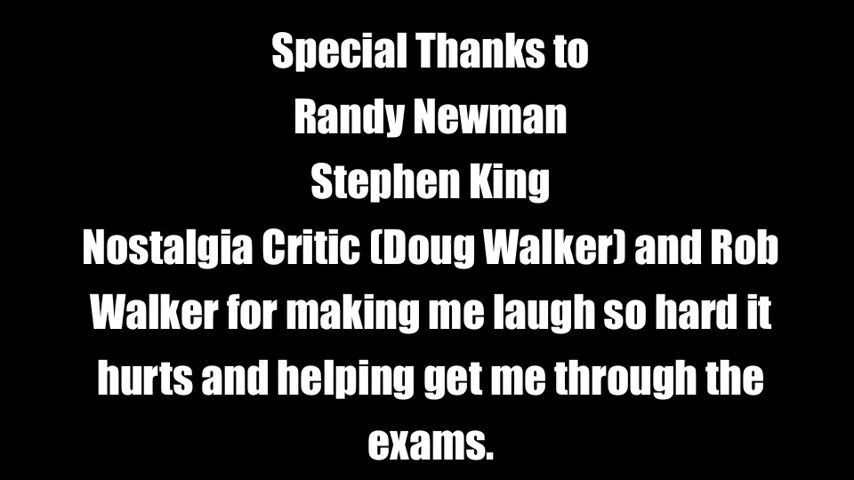 Special Thanks to
Randy Newman
Stephen King
Nostalgia Critic (Doug Walker) and Rob
Walker for making me laugh so hard it
hurts and helping get me through the
exams.